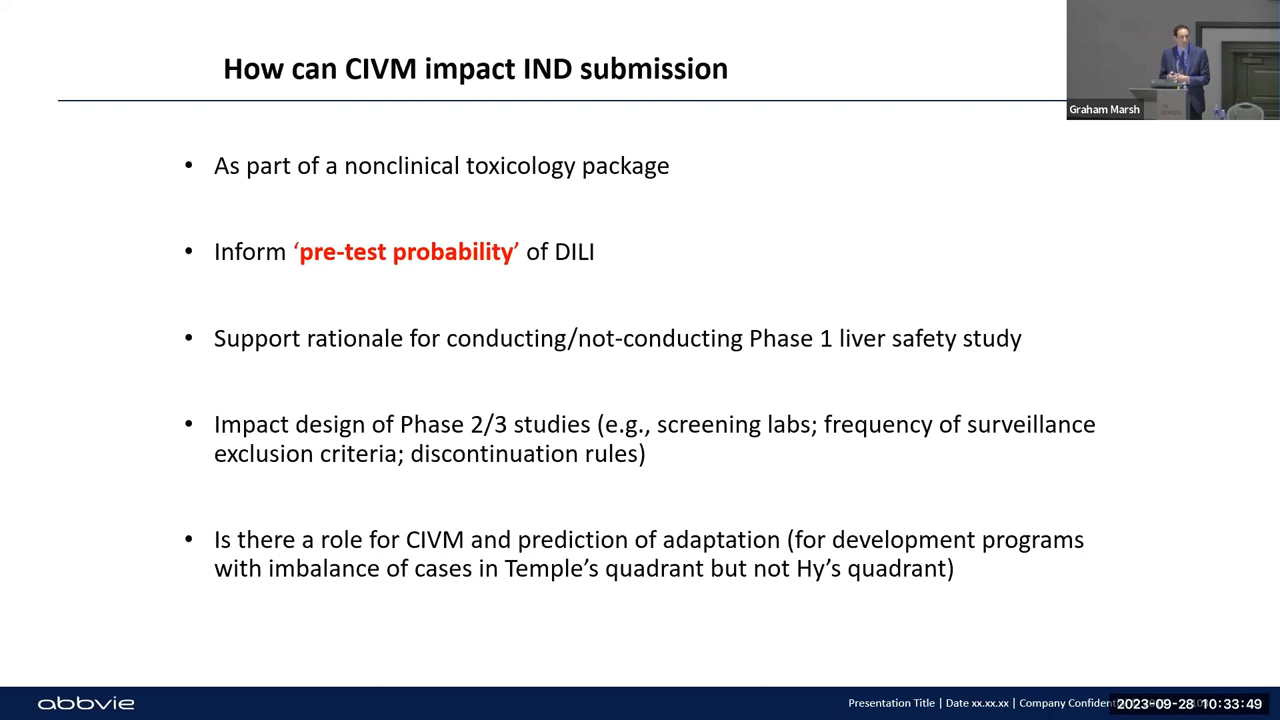 How can CIVM impact IND submission
Graham Marsh
• As part of a nonclinical toxicology package
• Inform ‘pre-test probability’ of DILI
• Support rationale for conducting/not-conducting Phase 1 liver safety study
• Impact design of Phase 2/3 studies (e.g., screening labs; frequency of surveillance
exclusion criteria; discontinuation rules)
• Is there a role for CIVM and prediction of adaptation (for development programs
with imbalance of cases in Temple’s quadrant but not Hy’s quadrant)
abbvie
Presentation Title | Date xx.xx.xx | Company
2023-09-28 10:33:49